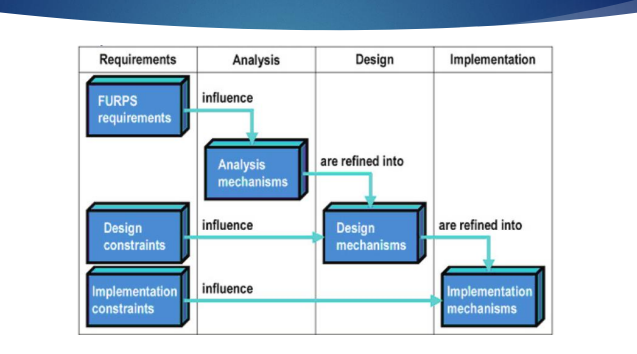 Requirements Analysis Design Implementation
FURPS
requirements
influence
Analysis
mechanisms
are refined into
Design
constraints
influence
Design
mechanisms
are refined into
Implementation
constraints
influence
Implementation
mechanisms